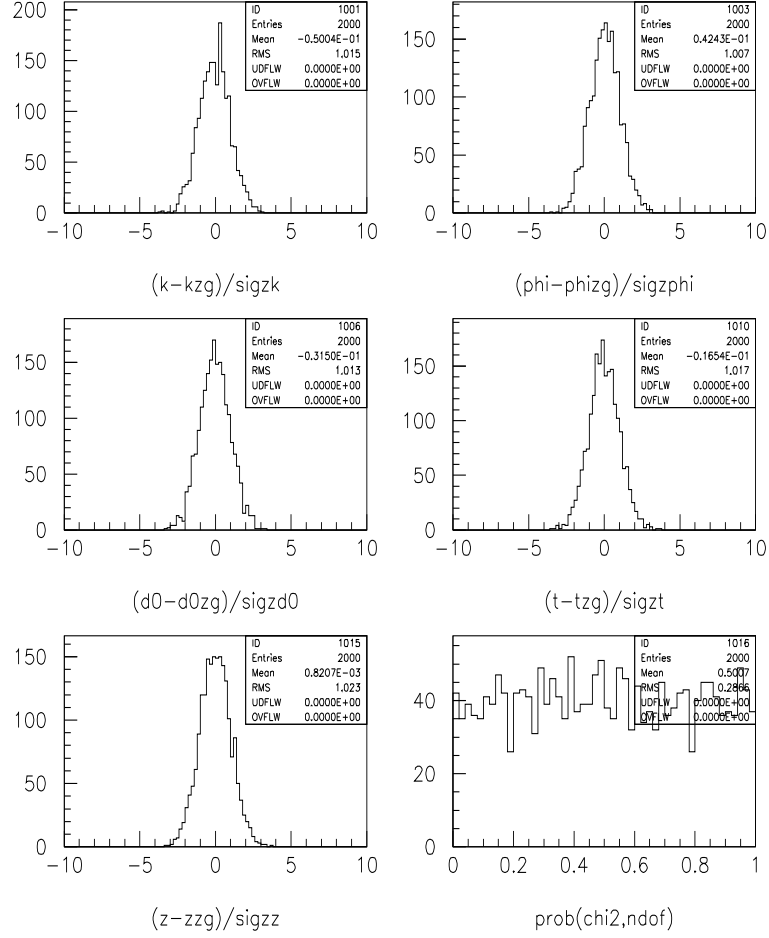 ID 1001
Entries 2000
Mean -0.5004E-01
RMS 1.015
UDFLW 0.0000E+00
OVFLW 0.0000E+00
200
150
100
50
0
-10 -5 0 5 10
(k-kzg)/sigzk
ID 1003
Entries 2000
Mean 0.4243E-01
RMS 1.007
UDFLW 0.0000E+00
OVFLW 0.0000E+00
150
100
50
0
-10 -5 0 5 10
(phi-phizg)/sigzphi
ID 1006
Entries 2000
Mean -0.3150E-01
RMS 1.013
UDFLW 0.0000E+00
OVFLW 0.0000E+00
150
100
50
0
-10 -5 0 5 10
(d0-d0zg)/sigzd0
ID 1010
Entries 2000
Mean -0.1654E-01
RMS 1.017
UDFLW 0.0000E+00
OVFLW 0.0000E+00
150
100
50
0
-10 -5 0 5 10
(t-tzg)/sigzt
ID 1015
Entries 2000
Mean 0.8207E-03
RMS 1.023
UDFLW 0.0000E+00
OVFLW 0.0000E+00
150
100
50
0
-10 -5 0 5 10
(z-zzg)/sigzz
ID 1016
Entries 2000
Mean 0.5007
RMS 0.2866
UDFLW 0.0000E+00
OVFLW 0.0000E+00
40
20
0
0 0.2 0.4 0.6 0.8 1
prob(chi2,ndof)